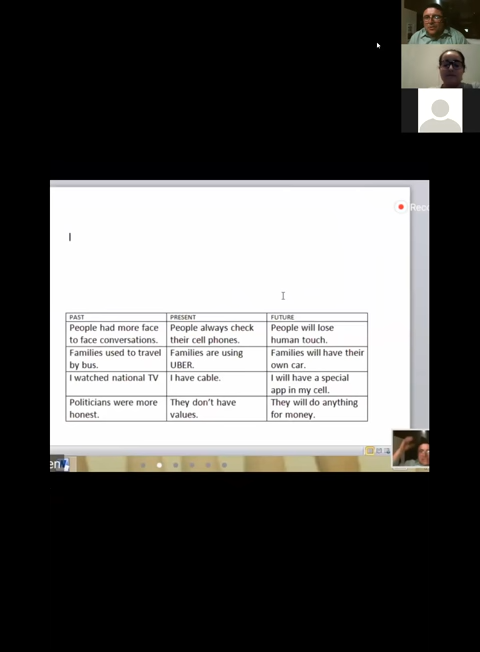 Reco
PAST PRESENT FUTURE
People had more face People always check People will lose
to face conversations. their cell phones. human touch.
Families used to travel Families are using Families will have their
by bus. UBER. own car.
I watched national TV I have cable. I will have a special
app in my cell.
Politicians were more They don't have They will do anything
honest. values. for money.
en